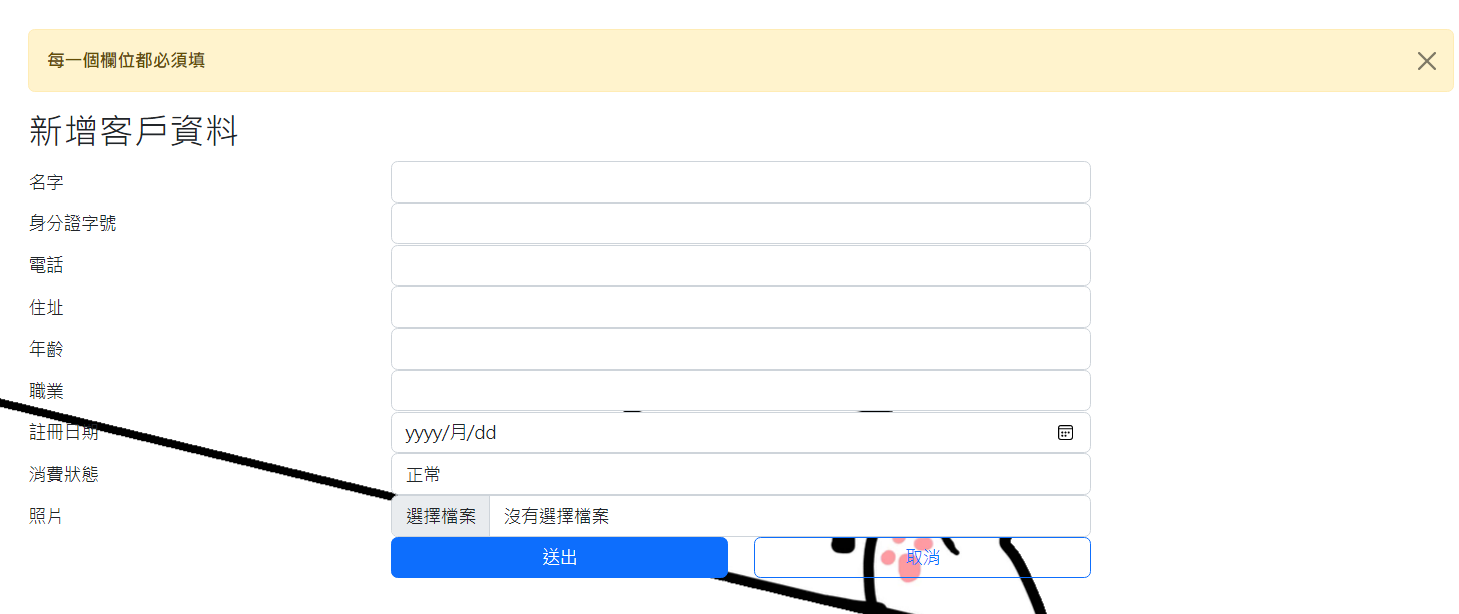 每一個欄位都必須填
新增客戶資料
名字
身分證字號
電話
住址
年齡
職業
註冊日期 yyyy/月/dd
消費狀態 正常
照片 選擇檔案 沒有選擇檔案
送出 取消